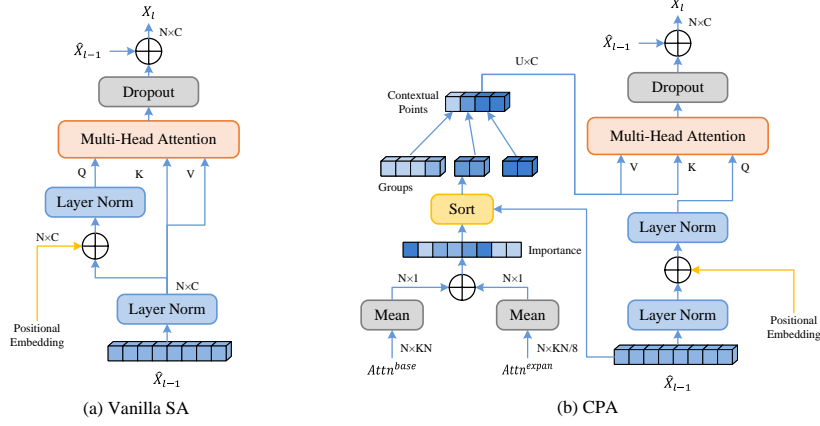 X_l
N×C
X̂_{l-1}
Dropout
Multi-Head Attention
Q
K
V
Layer Norm
N×C
N×C
Layer Norm
Positional
Embedding
X̂_{l-1}
(a) Vanilla SA
X_l
N×C
X̂_{l-1}
U×C
Dropout
Contextual
Points
Multi-Head Attention
V
K
Q
Groups
Sort
Layer Norm
Importance
N×1
N×1
Mean
Mean
Layer Norm
Positional
Embedding
N×KN
N×KN/8
Attn^{base}
Attn^{expan}
X̂_{l-1}
(b) CPA